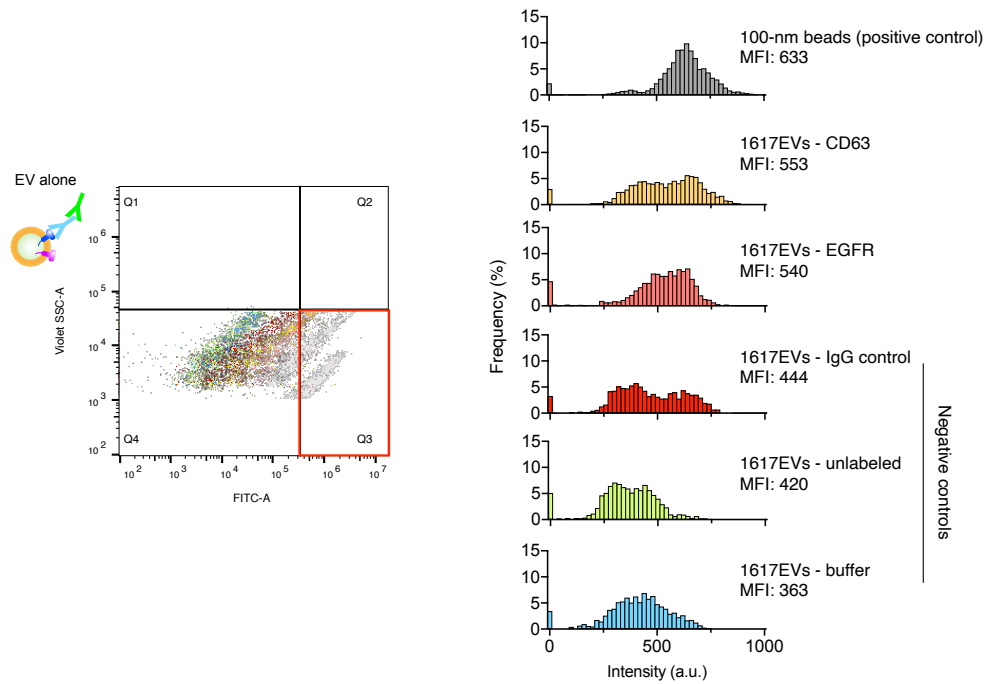 EV alone
Q1
Q2
Q4
Q3
10^6
10^5
10^4
10^3
10^2
Violet SSC-A
10^2
10^3
10^4
10^5
10^6
10^7
FITC-A
Frequency (%)
15
10
5
0
100-nm beads (positive control)
MFI: 633
15
10
5
0
1617EVs - CD63
MFI: 553
15
10
5
0
1617EVs - EGFR
MFI: 540
15
10
5
0
1617EVs - IgG control
MFI: 444
15
10
5
0
1617EVs - unlabeled
MFI: 420
15
10
5
0
1617EVs - buffer
MFI: 363
Negative controls
0
500
1000
Intensity (a.u.)